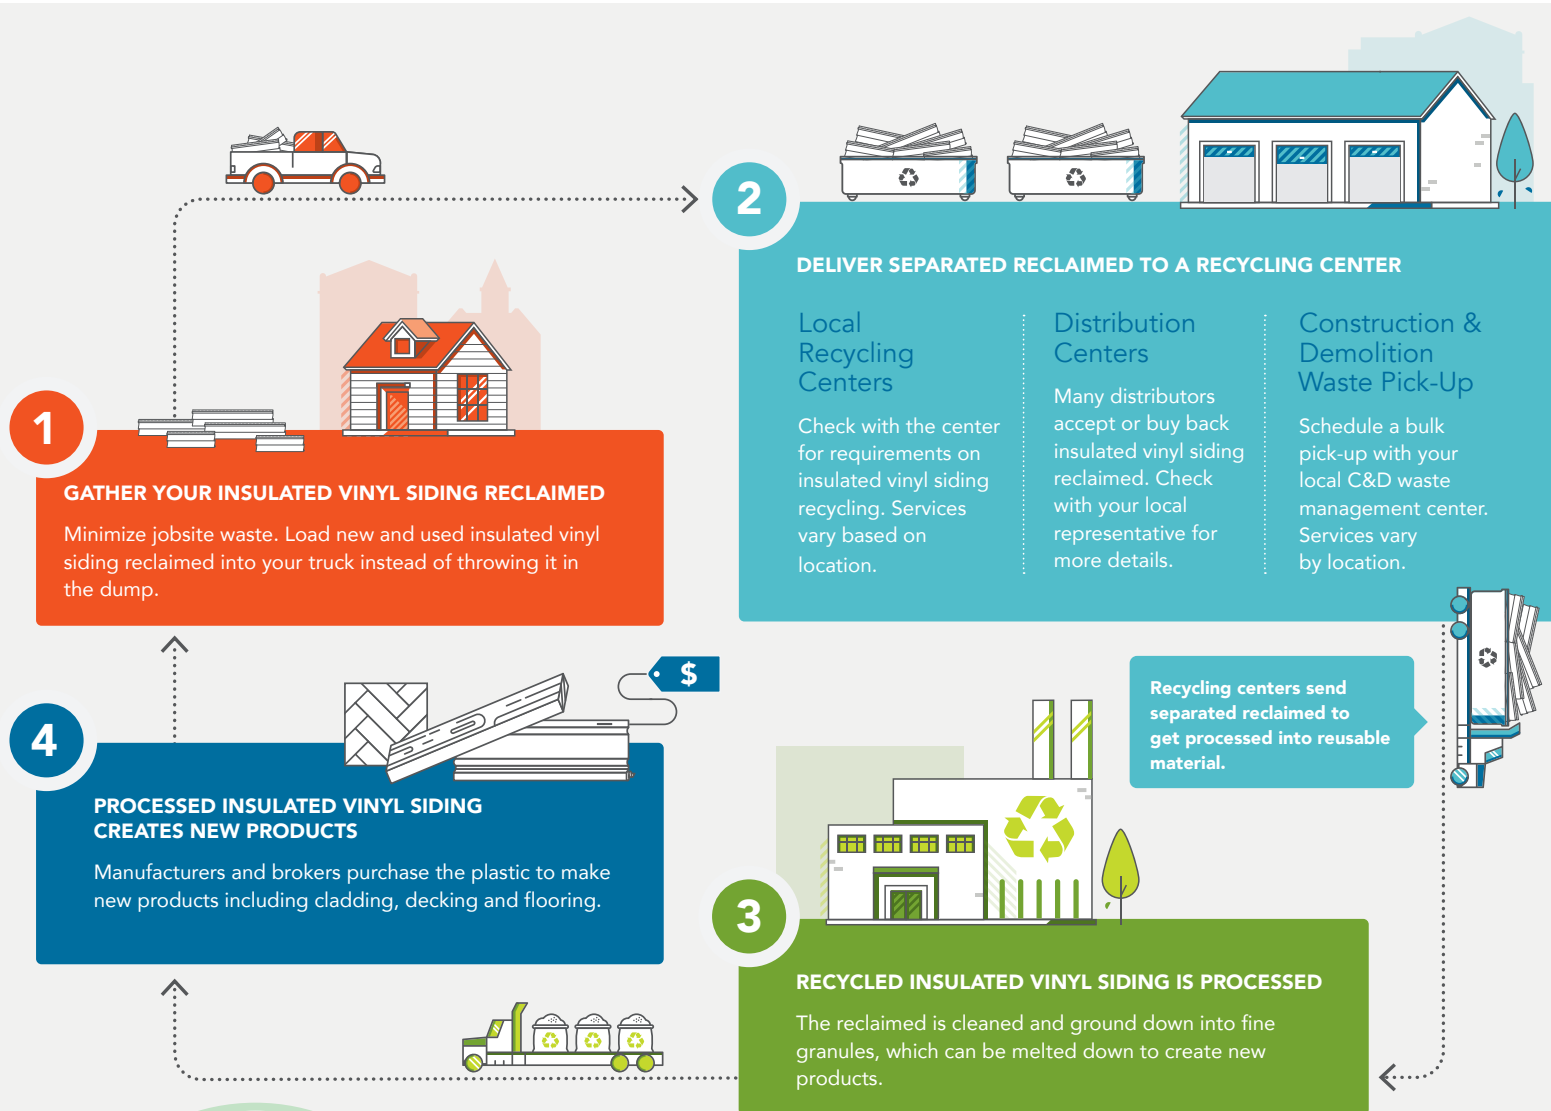 1
GATHER YOUR INSULATED VINYL SIDING RECLAIMED
Minimize jobsite waste. Load new and used insulated vinyl
siding reclaimed into your truck instead of throwing it in
the dump.
2
DELIVER SEPARATED RECLAIMED TO A RECYCLING CENTER
Local
Recycling
Centers
Check with the center
for requirements on
insulated vinyl siding
recycling. Services
vary based on
location.
Distribution
Centers
Many distributors
accept or buy back
insulated vinyl siding
reclaimed. Check
with your local
representative for
more details.
Construction &
Demolition
Waste Pick-Up
Schedule a bulk
pick-up with your
local C&D waste
management center.
Services vary
by location.
Recycling centers send
separated reclaimed to
get processed into reusable
material.
3
RECYCLED INSULATED VINYL SIDING IS PROCESSED
The reclaimed is cleaned and ground down into fine
granules, which can be melted down to create new
products.
4
$
PROCESSED INSULATED VINYL SIDING
CREATES NEW PRODUCTS
Manufacturers and brokers purchase the plastic to make
new products including cladding, decking and flooring.